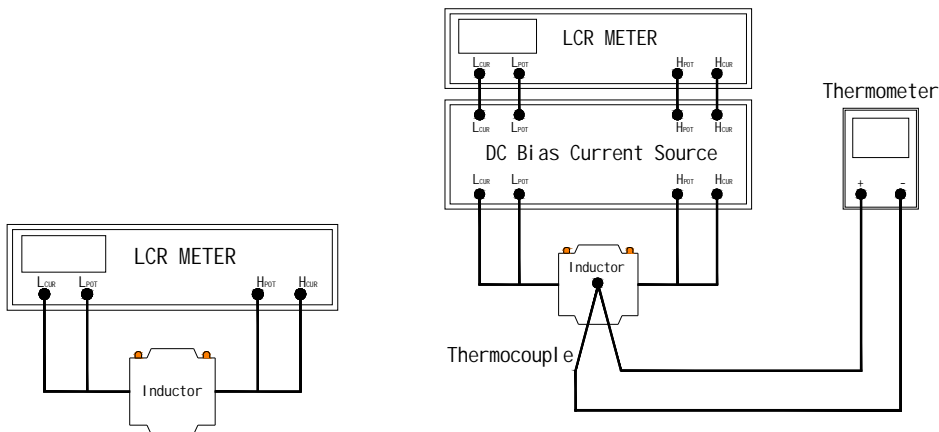 LCR METER
LCUR LPOT HPOT HCUR
Inductor
LCR METER
LCUR LPOT HPOT HCUR
LCUR LPOT HPOT HCUR
DC Bias Current Source
LCUR LPOT HPOT HCUR
Inductor
Thermocouple
Thermometer
+ -